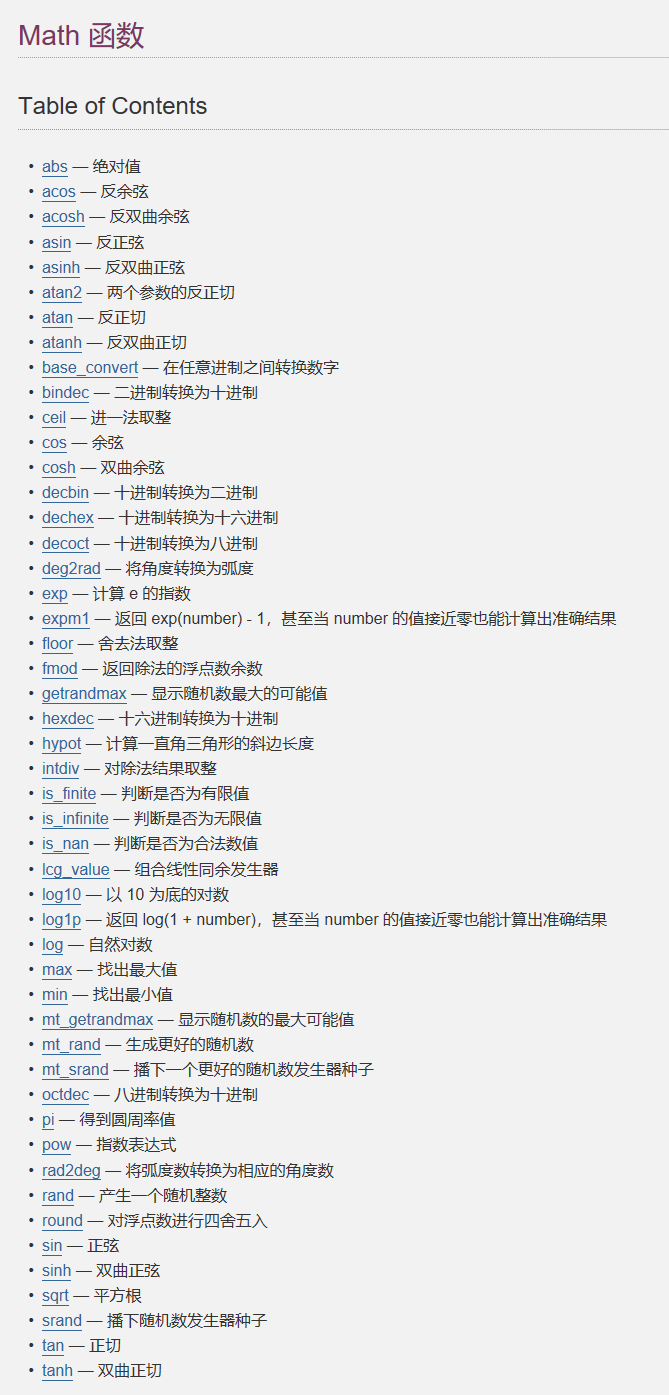 Math 函数
Table of Contents
• abs — 绝对值
• acos — 反余弦
• acosh — 反双曲余弦
• asin — 反正弦
• asinh — 反双曲正弦
• atan2 — 两个参数的反正切
• atan — 反正切
• atanh — 反双曲正切
• base_convert — 在任意进制之间转换数字
• bindec — 二进制转换为十进制
• ceil — 进一法取整
• cos — 余弦
• cosh — 双曲余弦
• decbin — 十进制转换为二进制
• dechex — 十进制转换为十六进制
• decoct — 十进制转换为八进制
• deg2rad — 将角度转换为弧度
• exp — 计算 e 的指数
• expm1 — 返回 exp(number) - 1，甚至当 number 的值接近零也能计算出准确结果
• floor — 舍去法取整
• fmod — 返回除法的浮点数余数
• getrandmax — 显示随机数最大的可能值
• hexdec — 十六进制转换为十进制
• hypot — 计算一直角三角形的斜边长度
• intdiv — 对除法结果取整
• is_finite — 判断是否为有限值
• is_infinite — 判断是否为无限值
• is_nan — 判断是否为合法数值
• lcg_value — 组合线性同余发生器
• log10 — 以 10 为底的对数
• log1p — 返回 log(1 + number)，甚至当 number 的值接近零也能计算出准确结果
• log — 自然对数
• max — 找出最大值
• min — 找出最小值
• mt_getrandmax — 显示随机数的最大可能值
• mt_rand — 生成更好的随机数
• mt_srand — 播下一个更好的随机数发生器种子
• octdec — 八进制转换为十进制
• pi — 得到圆周率值
• pow — 指数表达式
• rad2deg — 将弧度数转换为相应的角度数
• rand — 产生一个随机整数
• round — 对浮点数进行四舍五入
• sin — 正弦
• sinh — 双曲正弦
• sqrt — 平方根
• srand — 播下随机数发生器种子
• tan — 正切
• tanh — 双曲正切